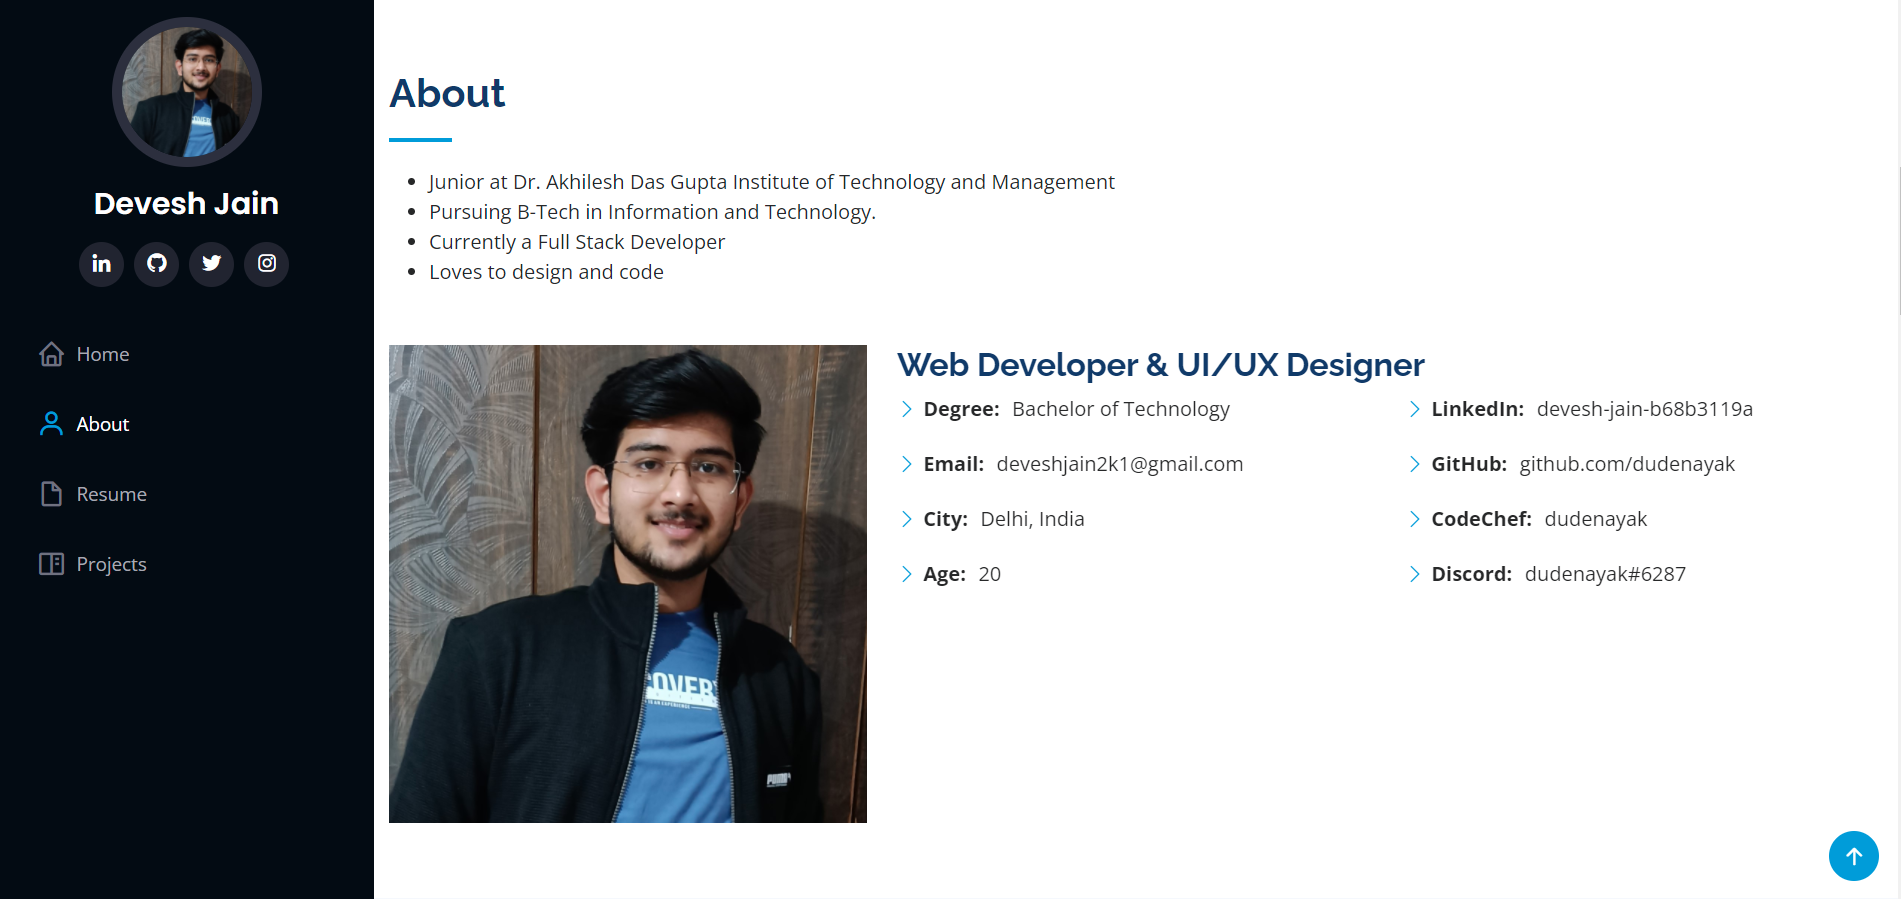 Devesh Jain
Home
About
Resume
Projects
About
Junior at Dr. Akhilesh Das Gupta Institute of Technology and Management
Pursuing B-Tech in Information and Technology.
Currently a Full Stack Developer
Loves to design and code
Web Developer & UI/UX Designer
Degree: Bachelor of Technology
Email: deveshjain2k1@gmail.com
City: Delhi, India
Age: 20
LinkedIn: devesh-jain-b68b3119a
GitHub: github.com/dudenayak
CodeChef: dudenayak
Discord: dudenayak#6287